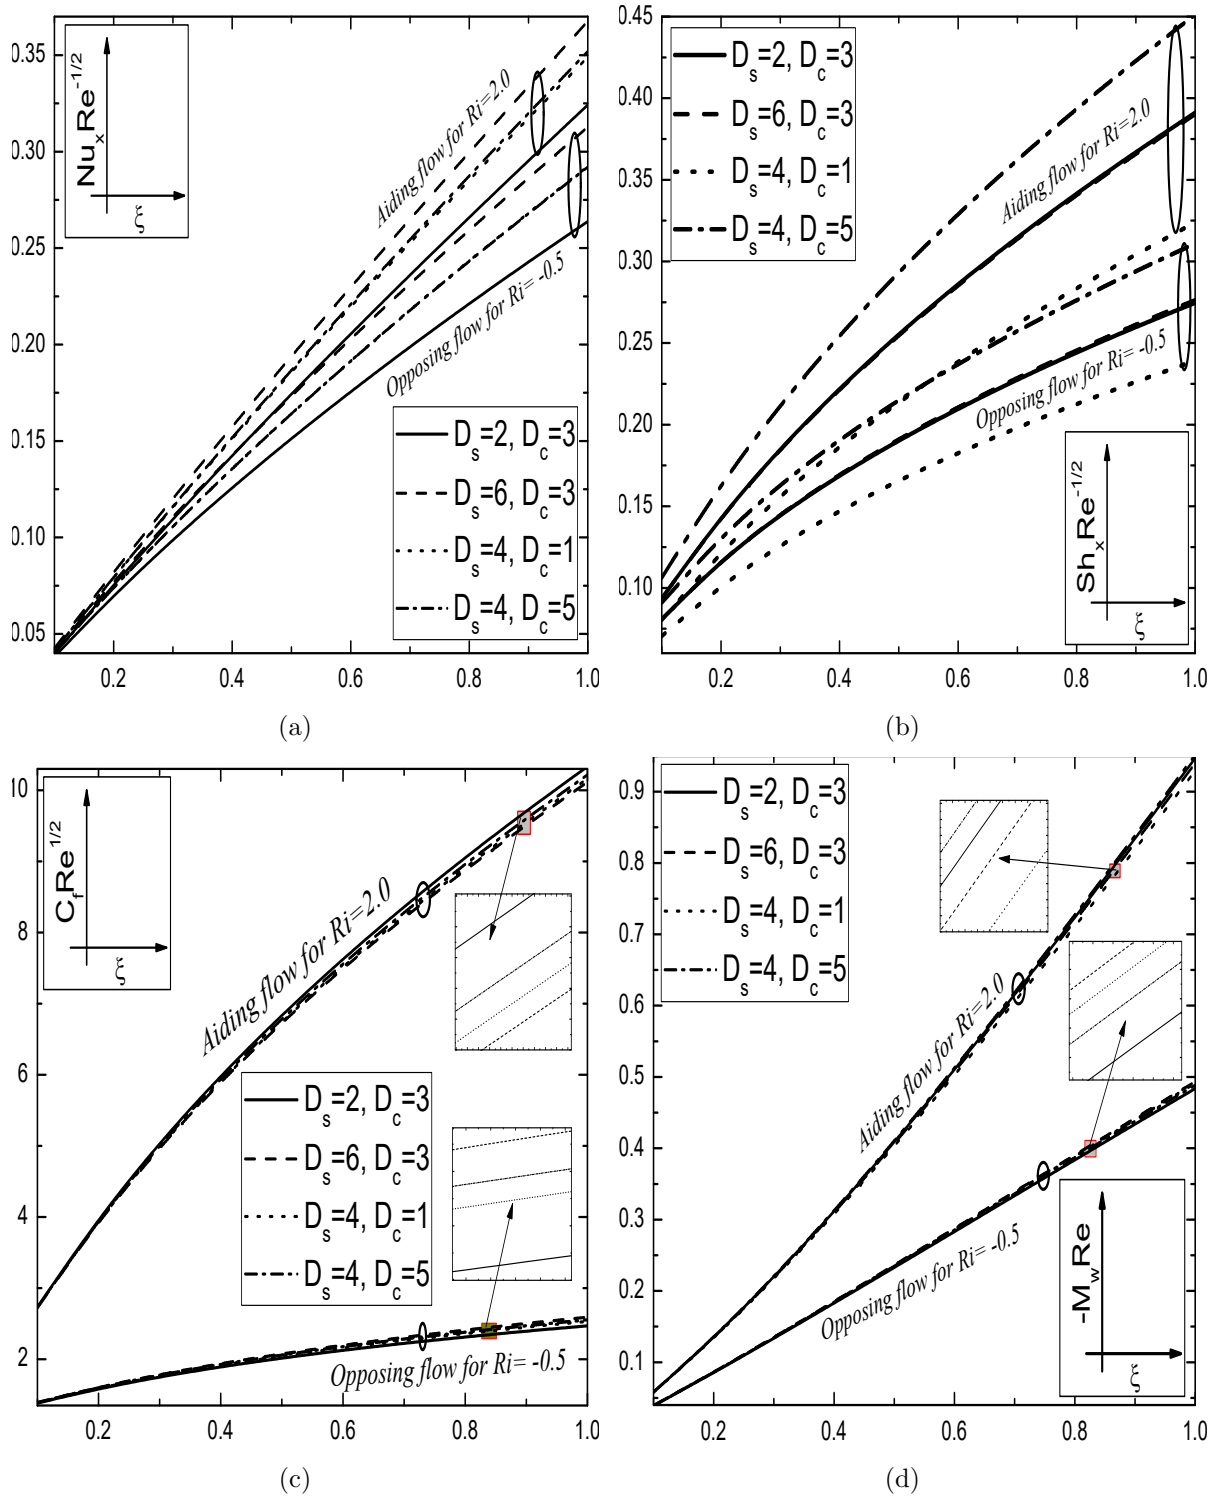 0.35
0.30
0.25
0.20
0.15
0.10
0.05
0.2
0.4
0.6
0.8
1.0
Nu_xRe^-1/2
ξ
Aiding flow for Ri=2.0
Opposing flow for Ri= -0.5
D_s=2, D_c=3
D_s=6, D_c=3
D_s=4, D_c=1
D_s=4, D_c=5
(a)
0.45
0.40
0.35
0.30
0.25
0.20
0.15
0.10
0.2
0.4
0.6
0.8
1.0
D_s=2, D_c=3
D_s=6, D_c=3
D_s=4, D_c=1
D_s=4, D_c=5
Aiding flow for Ri=2.0
Opposing flow for Ri= -0.5
Sh_xRe^-1/2
ξ
(b)
10
8
6
4
2
0.2
0.4
0.6
0.8
1.0
C_fRe^1/2
ξ
Aiding flow for Ri=2.0
D_s=2, D_c=3
D_s=6, D_c=3
D_s=4, D_c=1
D_s=4, D_c=5
Opposing flow for Ri= -0.5
(c)
0.9
0.8
0.7
0.6
0.5
0.4
0.3
0.2
0.1
0.2
0.4
0.6
0.8
1.0
D_s=2, D_c=3
D_s=6, D_c=3
D_s=4, D_c=1
D_s=4, D_c=5
Aiding flow for Ri=2.0
Opposing flow for Ri= -0.5
-M_wRe
ξ
(d)